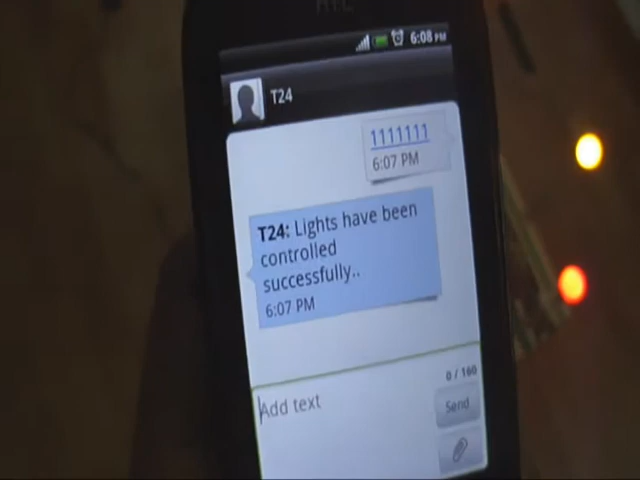 HTC
6:08 PM
T24
1111111
6:07 PM
T24: Lights have been
controlled
successfully..
6:07 PM
0 / 160
Add text
Send